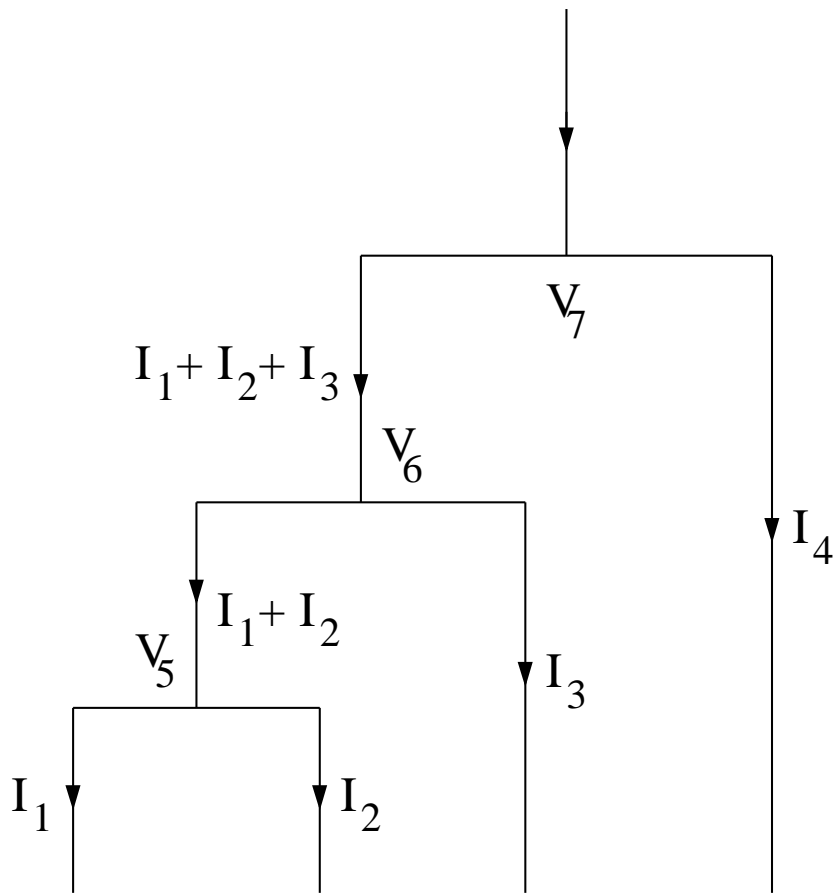 V₇
I₁+ I₂+ I₃
V₆
I₄
I₁+ I₂
V₅
I₃
I₁
I₂